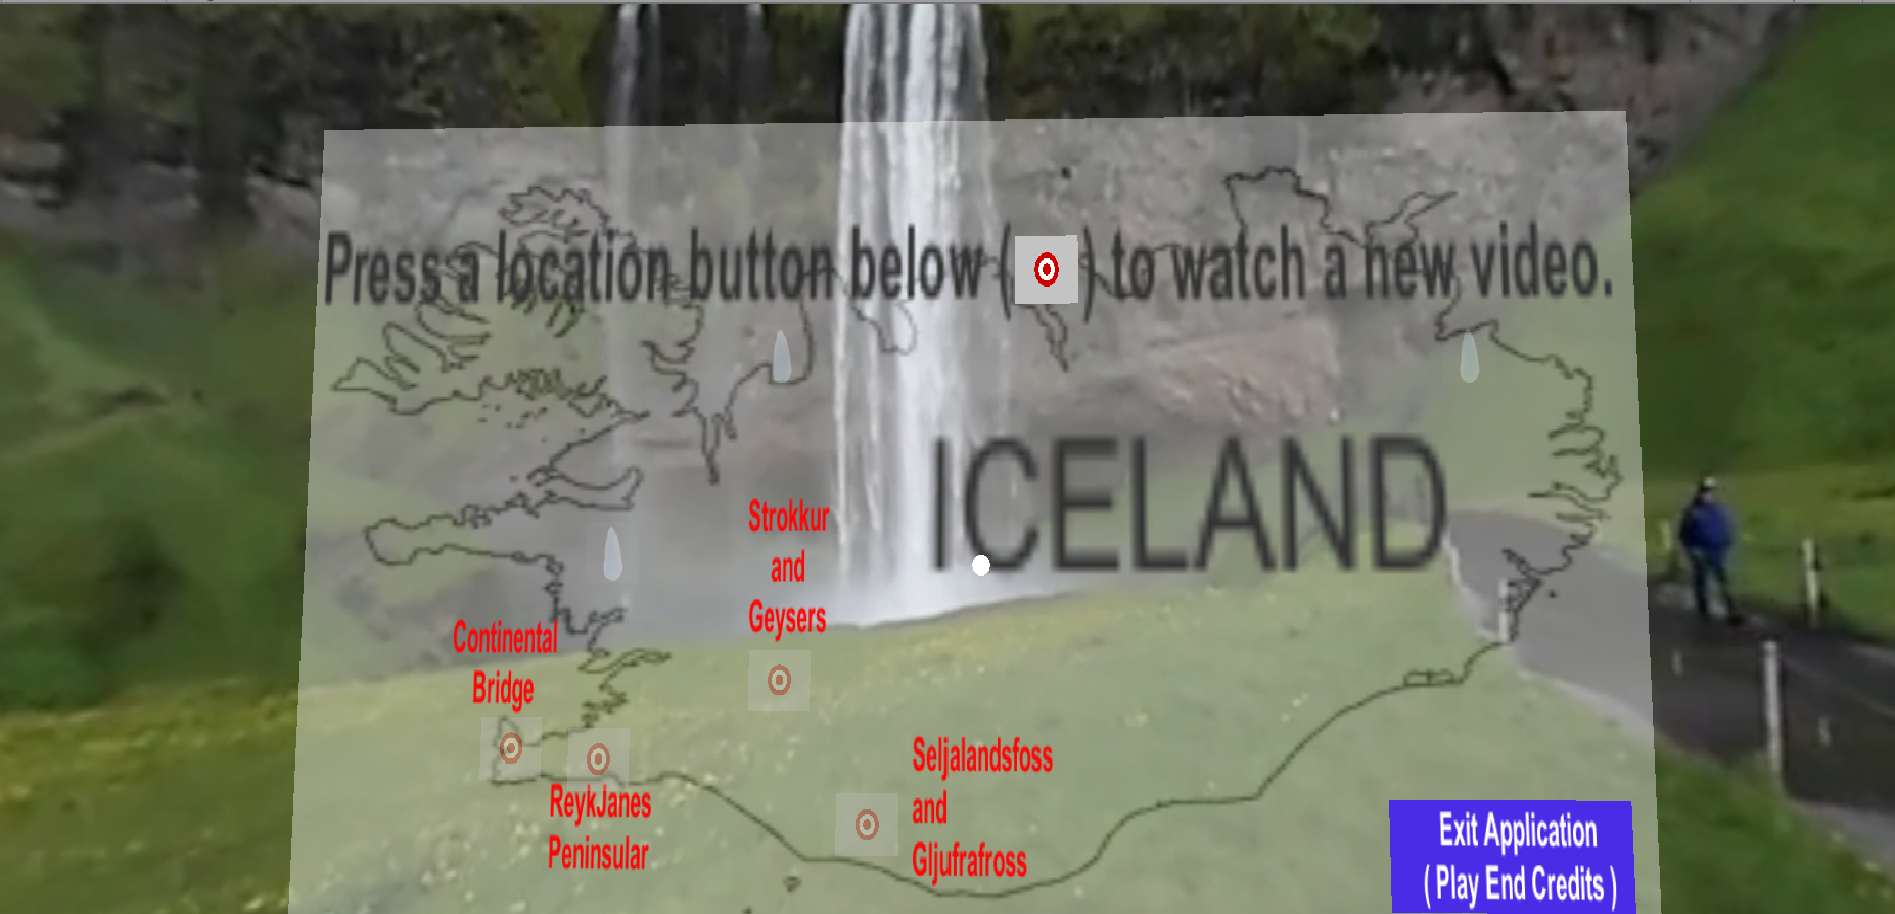 Press a location button below ( ) to watch a new video.
ICELAND
Strokkur
and
Geysers
Continental
Bridge
ReykJanes
Peninsular
Seljalandsfoss
and
Gljufrafross
Exit Application
( Play End Credits )